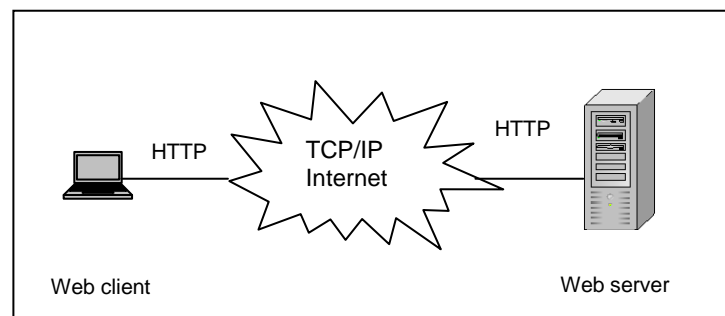 HTTP
TCP/IP
Internet
HTTP
Web client
Web server